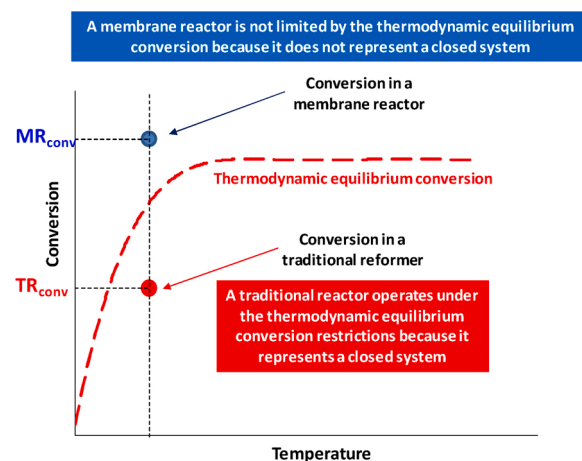 A membrane reactor is not limited by the thermodynamic equilibrium
conversion because it does not represent a closed system
Conversion in a
membrane reactor
MRconv
Thermodynamic equilibrium conversion
Conversion
Conversion in a
traditional reformer
TRconv
A traditional reactor operates under
the thermodynamic equilibrium
conversion restrictions because it
represents a closed system
Temperature